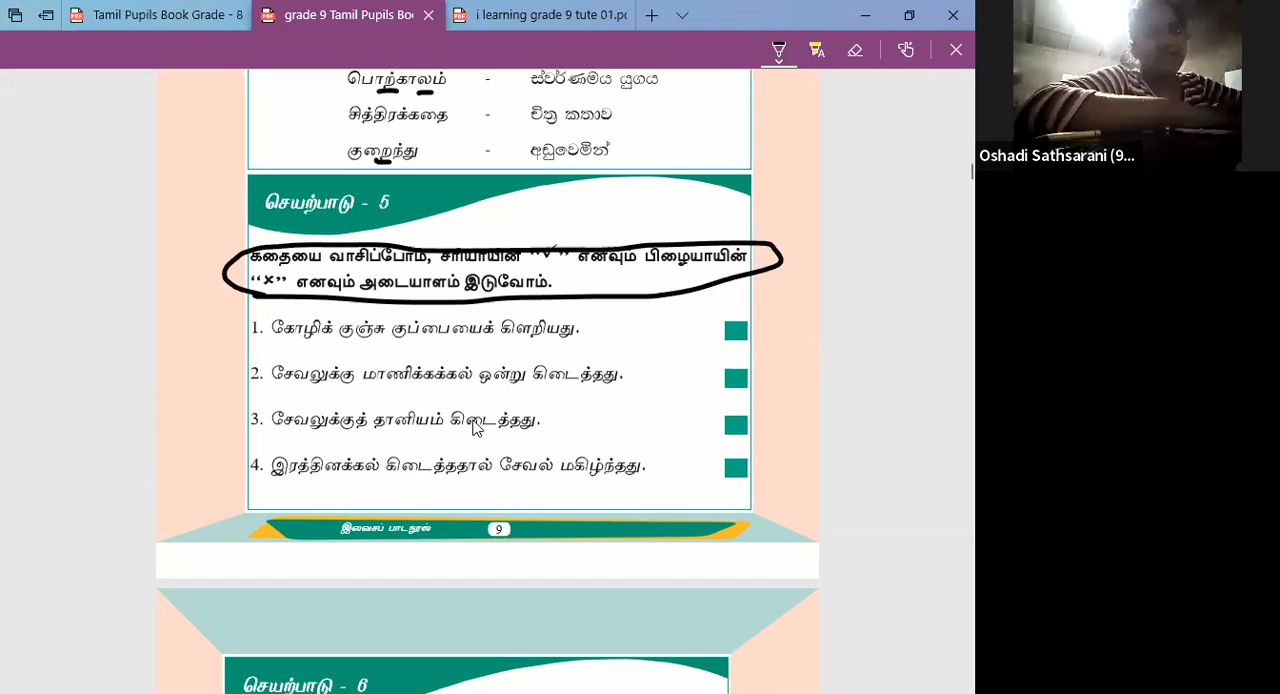 Tamil Pupils Book Grade - 8
grade 9 Tamil Pupils Boo
i learning grade 9 tute 01.pd
பொற்காலம் - ස්වර්ණමය යුගය
சித்திரக்கதை - චිත්‍ර කතාව
குறைந்து - අඩුවෙමින්
செயற்பாடு - 5
கதையை வாசிப்போம், சரியாயின் “✓” எனவும் பிழையாயின்
“×” எனவும் அடையாளம் இடுவோம்.
1. கோழிக் குஞ்சு குப்பையைக் கிளறியது.
2. சேவலுக்கு மாணிக்கக்கல் ஒன்று கிடைத்தது.
3. சேவலுக்குத் தானியம் கிடைத்தது.
4. இரத்தினக்கல் கிடைத்ததால் சேவல் மகிழ்ந்தது.
இலவசப் பாடநூல் 9
செயற்பாடு - 6
Oshadi Sathsarani (9...